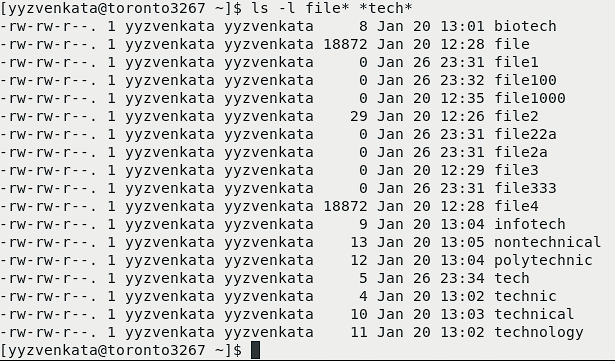 [yyzvenkata@toronto3267 ~]$ ls -l file* *tech*
-rw-rw-r--. 1 yyzvenkata yyzvenkata     8 Jan 20 13:01 biotech
-rw-rw-r--. 1 yyzvenkata yyzvenkata 18872 Jan 20 12:28 file
-rw-rw-r--. 1 yyzvenkata yyzvenkata     0 Jan 26 23:31 file1
-rw-rw-r--. 1 yyzvenkata yyzvenkata     0 Jan 26 23:32 file100
-rw-rw-r--. 1 yyzvenkata yyzvenkata     0 Jan 20 12:35 file1000
-rw-rw-r--. 1 yyzvenkata yyzvenkata    29 Jan 20 12:26 file2
-rw-rw-r--. 1 yyzvenkata yyzvenkata     0 Jan 26 23:31 file22a
-rw-rw-r--. 1 yyzvenkata yyzvenkata     0 Jan 26 23:31 file2a
-rw-rw-r--. 1 yyzvenkata yyzvenkata     0 Jan 20 12:29 file3
-rw-rw-r--. 1 yyzvenkata yyzvenkata     0 Jan 26 23:31 file333
-rw-rw-r--. 1 yyzvenkata yyzvenkata 18872 Jan 20 12:28 file4
-rw-rw-r--. 1 yyzvenkata yyzvenkata     9 Jan 20 13:04 infotech
-rw-rw-r--. 1 yyzvenkata yyzvenkata    13 Jan 20 13:05 nontechnical
-rw-rw-r--. 1 yyzvenkata yyzvenkata    12 Jan 20 13:04 polytechnic
-rw-rw-r--. 1 yyzvenkata yyzvenkata     5 Jan 26 23:34 tech
-rw-rw-r--. 1 yyzvenkata yyzvenkata     4 Jan 20 13:02 technic
-rw-rw-r--. 1 yyzvenkata yyzvenkata    10 Jan 20 13:03 technical
-rw-rw-r--. 1 yyzvenkata yyzvenkata    11 Jan 20 13:02 technology
[yyzvenkata@toronto3267 ~]$